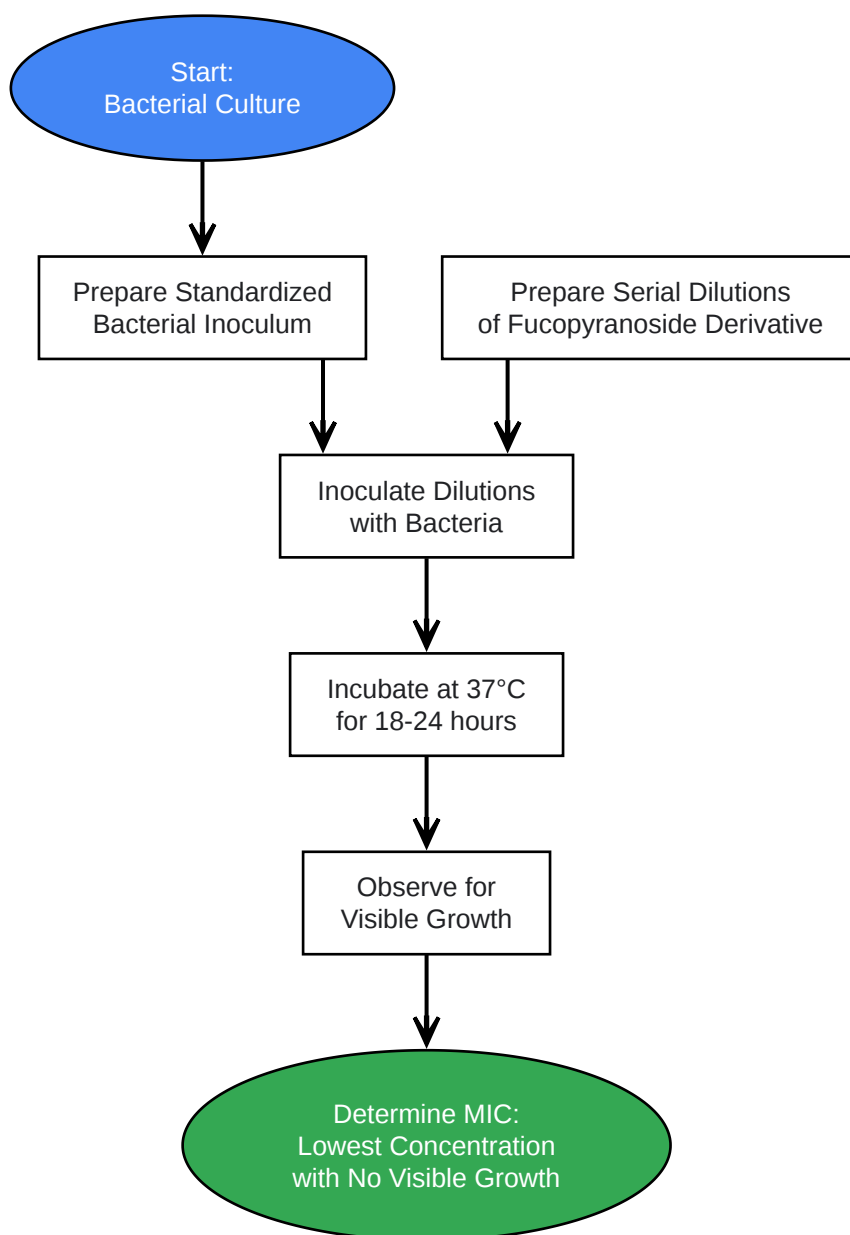 Start:
Bacterial Culture
Prepare Standardized
Bacterial Inoculum
Prepare Serial Dilutions
of Fucopyranoside Derivative
Inoculate Dilutions
with Bacteria
Incubate at 37°C
for 18-24 hours
Observe for
Visible Growth
Determine MIC:
Lowest Concentration
with No Visible Growth